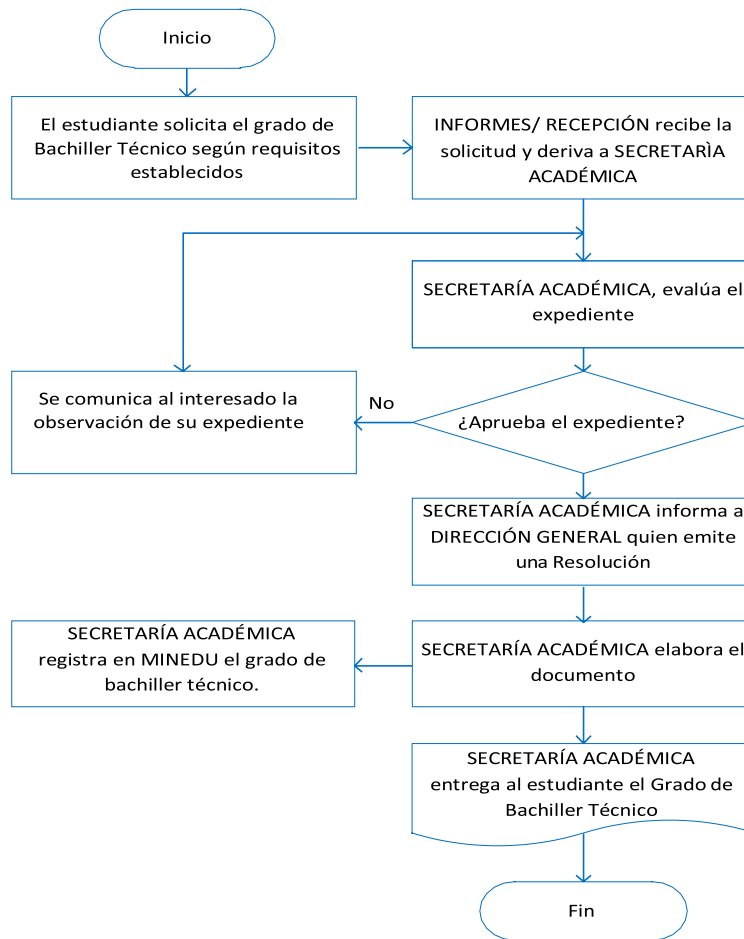 Inicio
El estudiante solicita el grado de
Bachiller Técnico según requisitos
establecidos
INFORMES/ RECEPCIÓN recibe la
solicitud y deriva a SECRETARÌA
ACADÉMICA
SECRETARÍA ACADÉMICA, evalúa el
expediente
Se comunica al interesado la
observación de su expediente
No
¿Aprueba el expediente?
SECRETARÍA ACADÉMICA informa a
DIRECCIÓN GENERAL quien emite
una Resolución
SECRETARÍA ACADÉMICA
registra en MINEDU el grado de
bachiller técnico.
SECRETARÍA ACADÉMICA elabora el
documento
SECRETARÍA ACADÉMICA
entrega al estudiante el Grado de
Bachiller Técnico
Fin